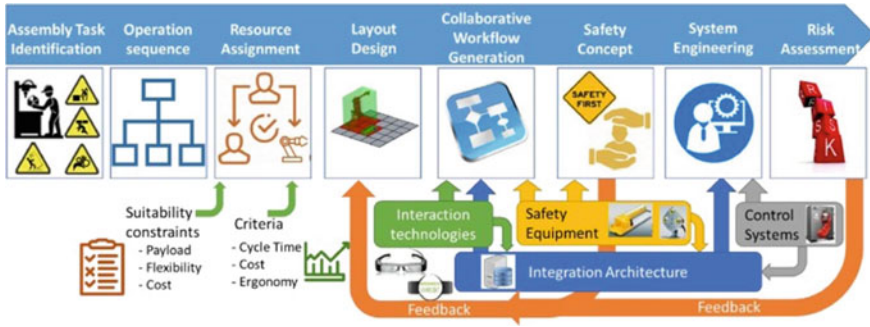 Assembly Task
Identification
Operation
sequence
Resource
Assignment
Layout
Design
Collaborative
Workflow
Generation
Safety
Concept
System
Engineering
Risk
Assessment
SAFETY
FIRST
R
I
S
K
Suitability
constraints
- Payload
- Flexibility
- Cost
Criteria
- Cycle Time
- Cost
- Ergonomy
Interaction
technologies
Safety
Equipment
Control
Systems
Integration Architecture
Feedback
Feedback